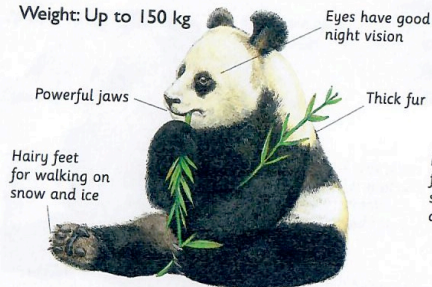 Weight: Up to 150 kg
Eyes have good
night vision
Powerful jaws
Thick fur
Hairy feet
for walking on
snow and ice